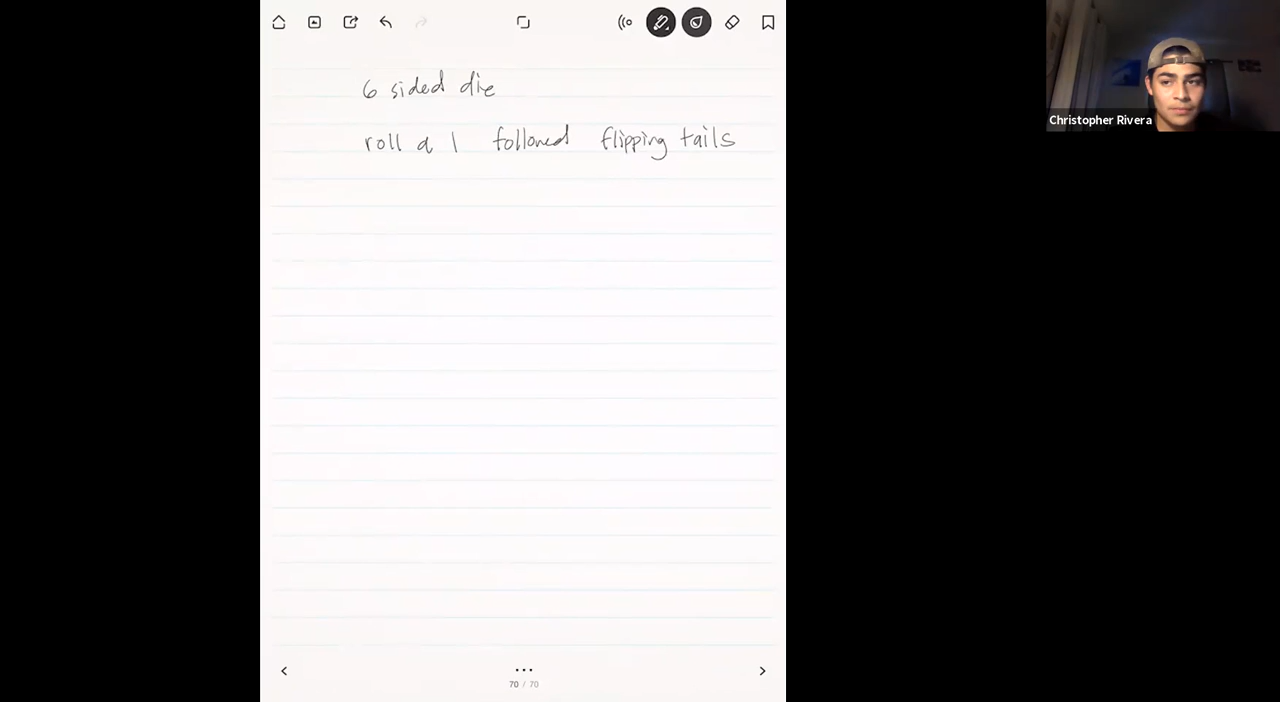 6 sided die
Christopher Rivera
roll a 1 followed flipping tails
70 / 70